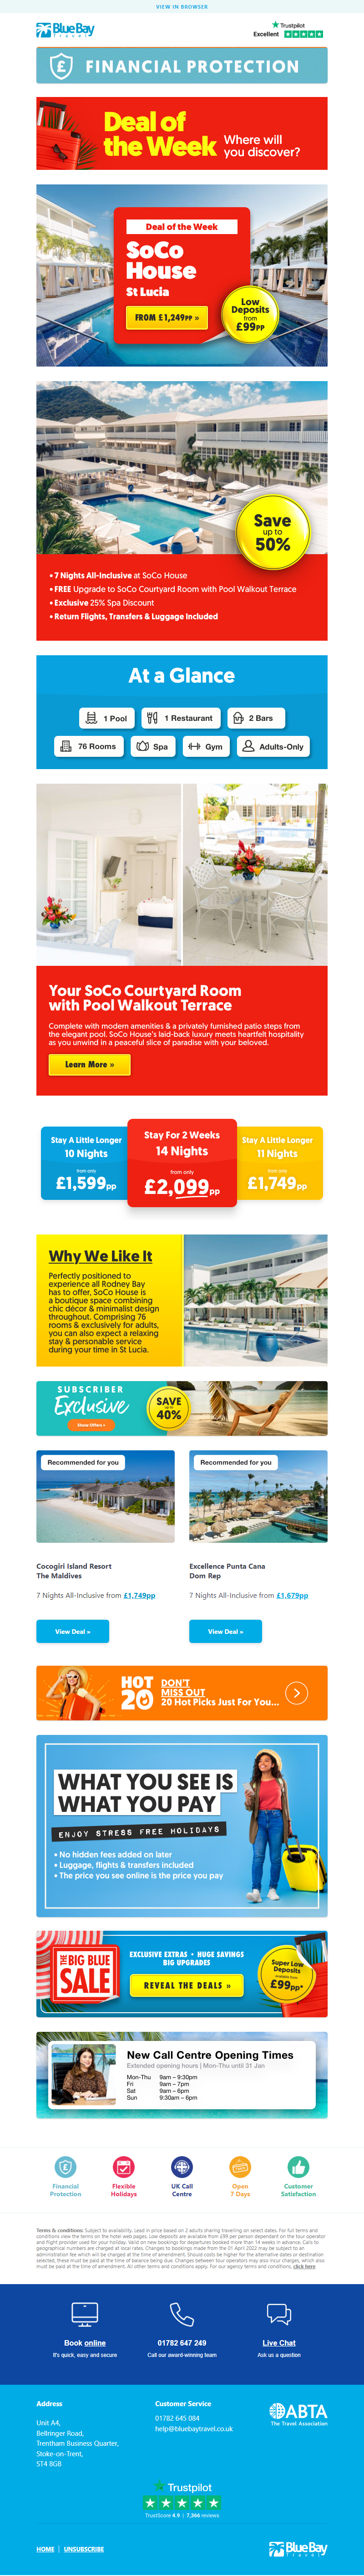 VIEW IN BROWSER
Blue Bay
Travel
Trustpilot
Excellent
FINANCIAL PROTECTION
Deal of
the Week
Where will
you discover?
Deal of the Week
SoCo
House
St Lucia
FROM £1,249PP »
Low
Deposits
from
£99PP
Save
up to
50%
• 7 Nights All-Inclusive at SoCo House
• FREE Upgrade to SoCo Courtyard Room with Pool Walkout Terrace
• Exclusive 25% Spa Discount
• Return Flights, Transfers & Luggage Included
At a Glance
1 Pool
1 Restaurant
2 Bars
76 Rooms
Spa
Gym
Adults-Only
Your SoCo Courtyard Room
with Pool Walkout Terrace
Complete with modern amenities & a privately furnished patio steps from
the elegant pool, SoCo House's laid-back luxury meets heartfelt hospitality
as you unwind in a peaceful slice of paradise with your beloved.
Learn More »
Stay A Little Longer
10 Nights
from only
£1,599pp
Stay For 2 Weeks
14 Nights
from only
£2,099pp
Stay A Little Longer
11 Nights
from only
£1,749pp
Why We Like It
Perfectly positioned to
experience all Rodney Bay
has to offer, SoCo House is
a boutique space combining
chic décor & minimalist design
throughout. Comprising 76
rooms & exclusively for adults,
you can also expect a relaxing
stay & personable service
during your time in St Lucia.
SUBSCRIBER
Exclusive
Show Offers »
SAVE
UP TO
40%
Recommended for you
Recommended for you
Cocogiri Island Resort
The Maldives
7 Nights All-Inclusive from £1,749pp
View Deal »
Excellence Punta Cana
Dom Rep
7 Nights All-Inclusive from £1,679pp
View Deal »
HOT
20
DON'T
MISS OUT
20 Hot Picks Just For You...
WHAT YOU SEE IS
WHAT YOU PAY
ENJOY STRESS FREE HOLIDAYS
• No hidden fees added on later
• Luggage, flights & transfers included
• The price you see online is the price you pay
THE BIG BLUE
SALE
EXCLUSIVE EXTRAS • HUGE SAVINGS
BIG UPGRADES
REVEAL THE DEALS »
Super Low
Deposits
available from
£99pp*
New Call Centre Opening Times
Extended opening hours | Mon-Thu until 31 Jan
Mon-Thu 9am – 9:30pm
Fri 9am – 7pm
Sat 9am – 6pm
Sun 9:30am – 6pm
Financial
Protection
Flexible
Holidays
UK Call
Centre
Open
7 Days
Customer
Satisfaction
Terms & conditions: Subject to availability. Lead in price based on 2 adults sharing travelling on select dates. For full terms and
conditions view the terms on the hotel web pages. Low deposits are available from £99 per person dependent on the tour operator
and flight provider used for your holiday. Valid on new bookings for departures booked more than 14 weeks in advance. Calls to
geographical numbers are charged at local rates. Changes to bookings made from the 01 April 2022 may be subject to an
administration fee which will be charged at the time of amendment. Should costs be higher for the alternative dates or destination
selected, these must be paid at the time of balance being due. Changes between tour operators may also incur charges, which also
must be paid at the time of amendment. All other terms and conditions apply. For our agency terms and conditions, click here
Book online
It's quick, easy and secure
01782 647 249
Call our award-winning team
Live Chat
Ask us a question
Address
Unit A4,
Bellringer Road,
Trentham Business Quarter,
Stoke-on-Trent,
ST4 8GB
Customer Service
01782 645 084
help@bluebaytravel.co.uk
ABTA
The Travel Association
Trustpilot
TrustScore 4.9 | 7,366 reviews
HOME | UNSUBSCRIBE
Blue Bay
Travel